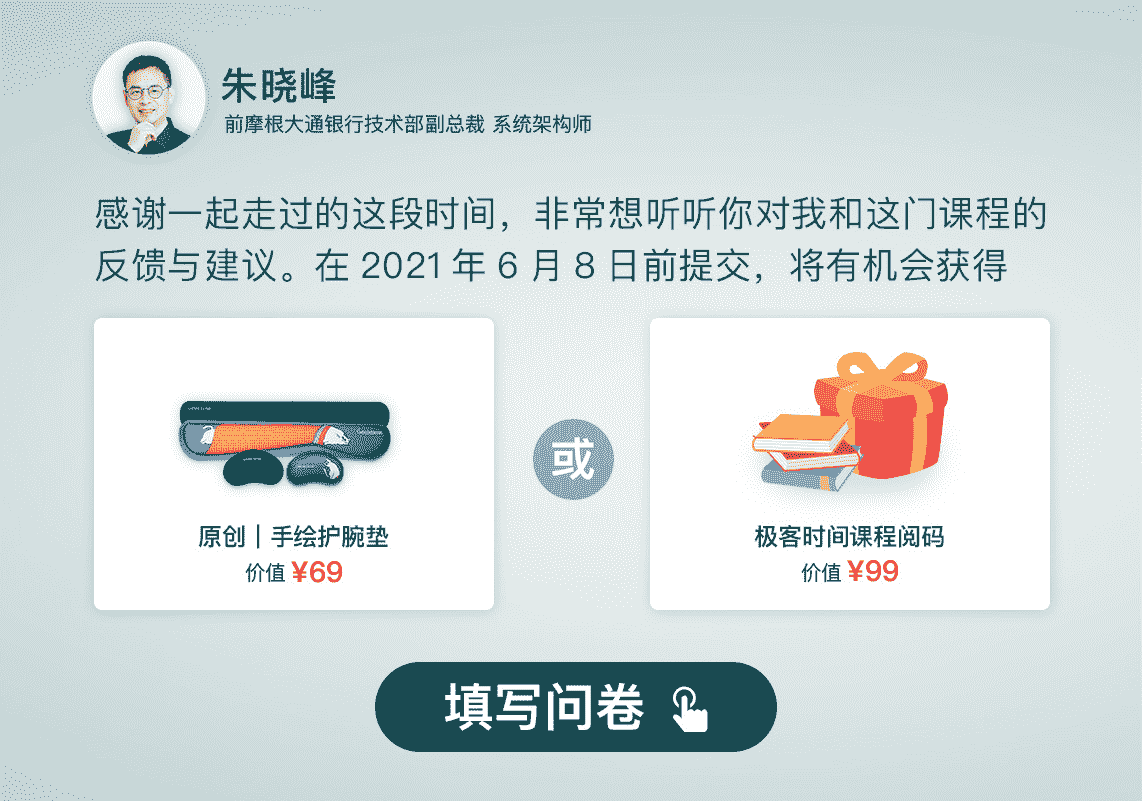 朱晓峰
前摩根大通银行技术部副总裁 系统架构师
感谢一起走过的这段时间，非常想听听你对我和这门课程的
反馈与建议。在 2021 年 6 月 8 日前提交，将有机会获得
或
原创｜手绘护腕垫
价值 ¥69
极客时间课程阅码
价值 ¥99
填写问卷